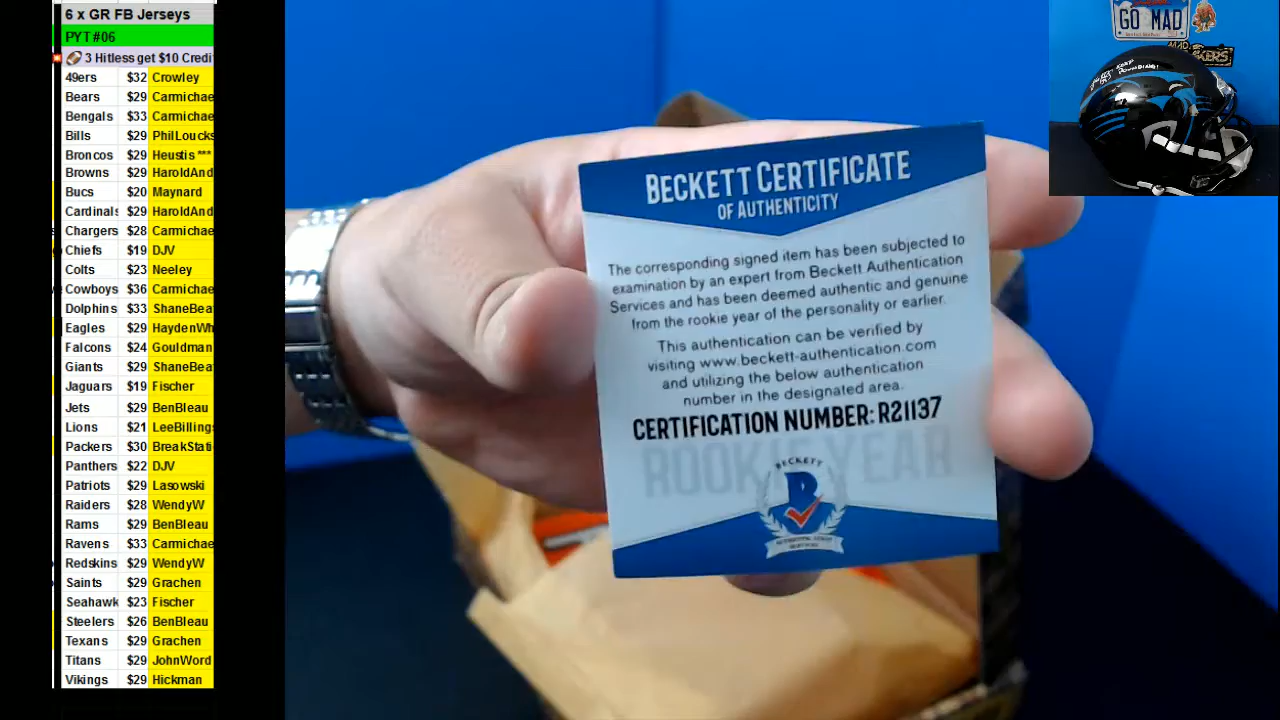 6 x GR FB Jerseys
PYT #06
3 Hitless get $10 Credi
49ers $32 Crowley
Bears $29 Carmichae
Bengals $33 Carmichae
Bills $29 PhilLoucks
Broncos $29 Heustis ***
Browns $29 HaroldAnd
Bucs $20 Maynard
Cardinals $29 HaroldAnd
Chargers $28 Carmichae
Chiefs $19 DJV
Colts $23 Neeley
Cowboys $36 Carmichae
Dolphins $33 ShaneBea
Eagles $29 HaydenWh
Falcons $24 Gouldman
Giants $29 ShaneBea
Jaguars $19 Fischer
Jets $29 BenBleau
Lions $21 LeeBillings
Packers $30 BreakStati
Panthers $22 DJV
Patriots $29 Lasowski
Raiders $28 WendyW
Rams $29 BenBleau
Ravens $33 Carmichae
Redskins $29 WendyW
Saints $29 Grachen
Seahawk $23 Fischer
Steelers $26 BenBleau
Texans $29 Grachen
Titans $29 JohnWord
Vikings $29 Hickman
BECKETT CERTIFICATE
OF AUTHENTICITY
The corresponding signed item has been subjected to
examination by an expert from Beckett Authentication
Services and has been deemed authentic and genuine
from the rookie year of the personality or earlier.
This authentication can be verified by
visiting www.beckett-authentication.com
and utilizing the below authentication
number in the designated area.
CERTIFICATION NUMBER: R21137
BECKETT
B
GO MAD